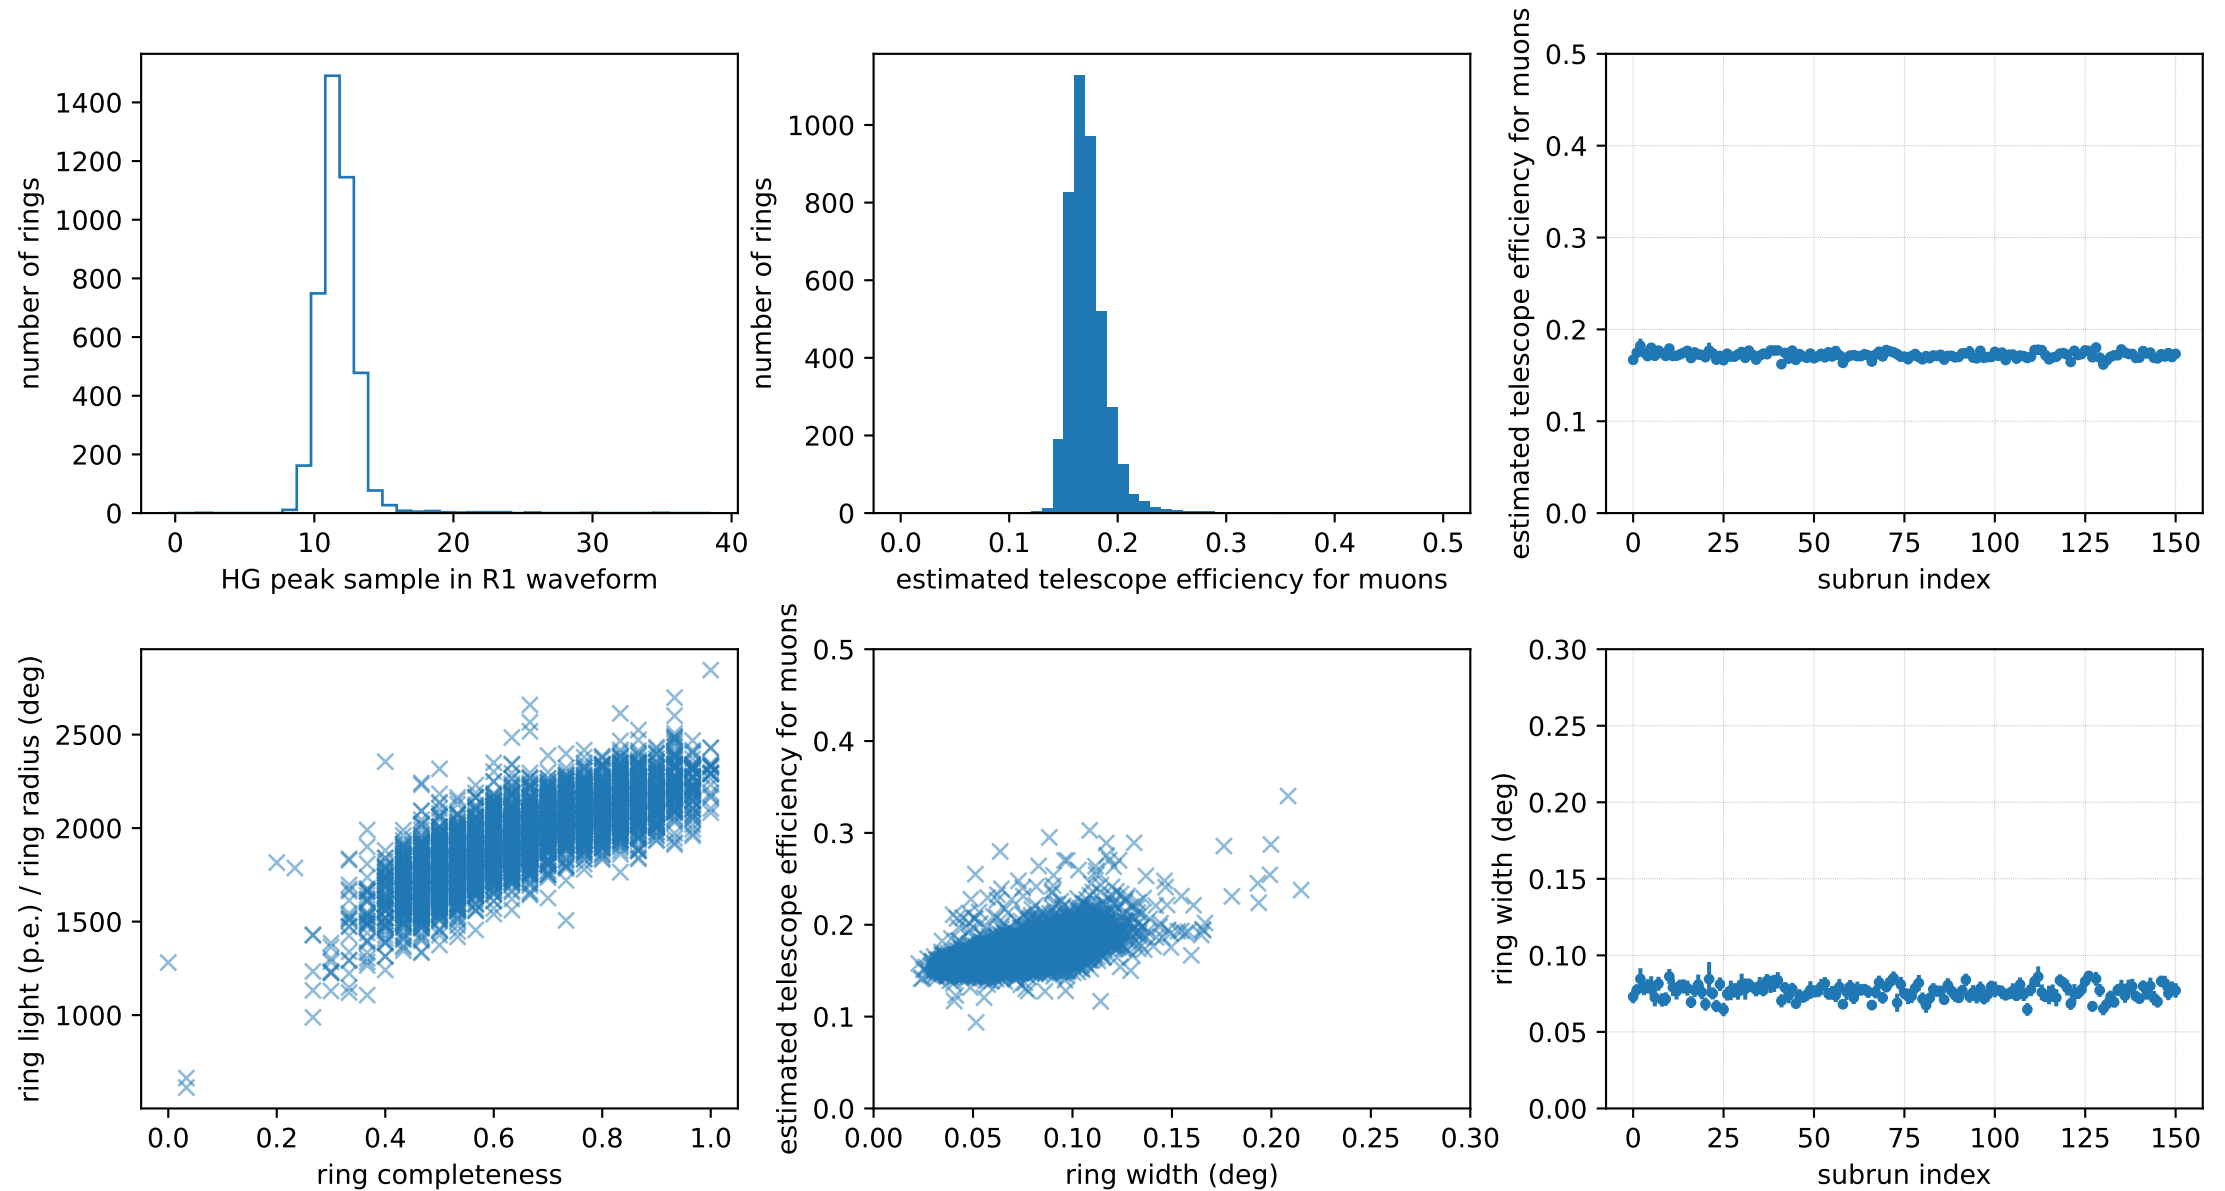 number of rings
1400
1200
1000
800
600
400
200
0
0 10 20 30 40
HG peak sample in R1 waveform
number of rings
1000
800
600
400
200
0
0.0 0.1 0.2 0.3 0.4 0.5
estimated telescope efficiency for muons
estimated telescope efficiency for muons
0.5
0.4
0.3
0.2
0.1
0.0
0 25 50 75 100 125 150
subrun index
ring light (p.e.) / ring radius (deg)
2500
2000
1500
1000
0.0 0.2 0.4 0.6 0.8 1.0
ring completeness
estimated telescope efficiency for muons
0.5
0.4
0.3
0.2
0.1
0.0
0.00 0.05 0.10 0.15 0.20 0.25 0.30
ring width (deg)
ring width (deg)
0.30
0.25
0.20
0.15
0.10
0.05
0.00
0 25 50 75 100 125 150
subrun index